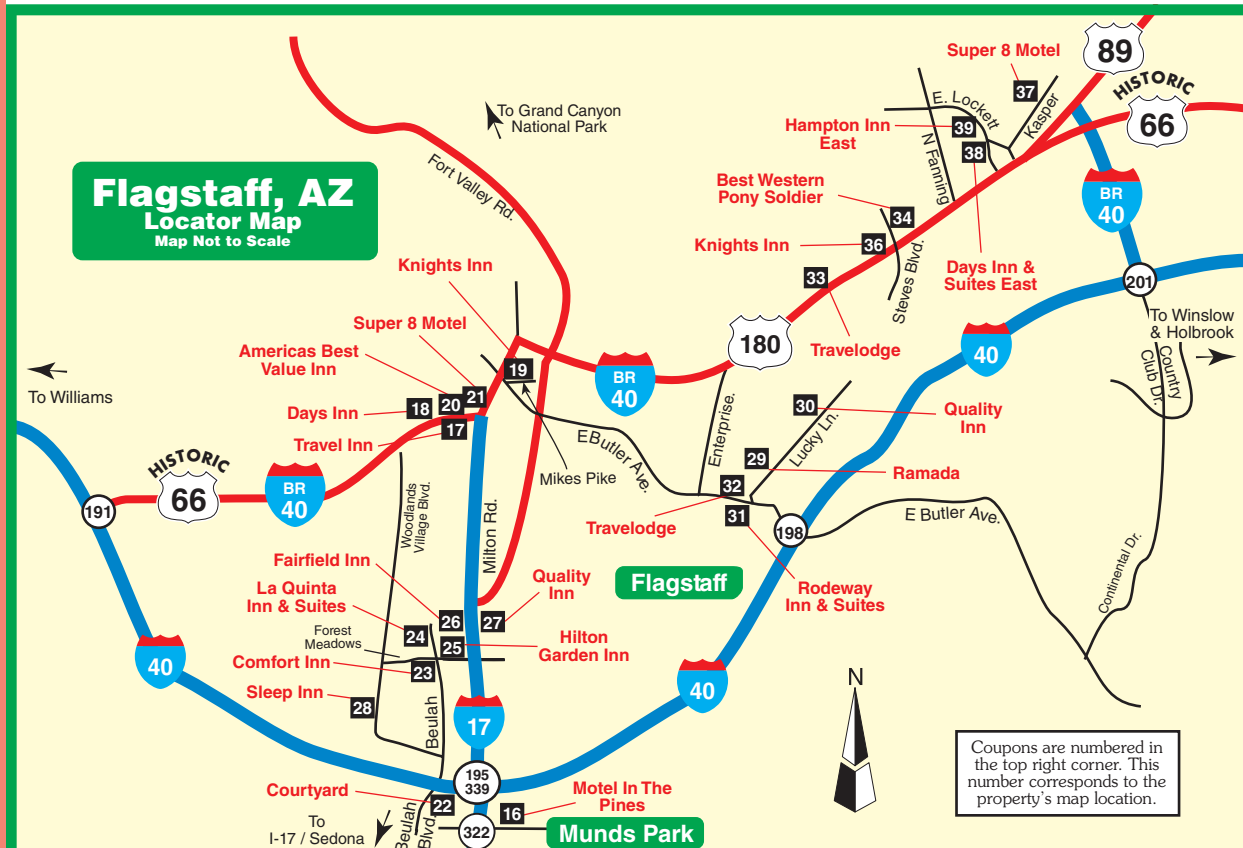 Flagstaff, AZ
Locator Map
Map Not to Scale
To Grand Canyon
National Park
Fort Valley Rd.
Super 8 Motel
37
89
HISTORIC
66
E. Lockett
Kasper
Hampton Inn
East
39
38
N Fanning
BR
40
Best Western
Pony Soldier
34
Knights Inn
36
Steves Blvd.
Days Inn &
Suites East
33
Travelodge
201
To Winslow
& Holbrook
Country
Club Dr.
Knights Inn
19
Super 8 Motel
21
Americas Best
Value Inn
20
Days Inn
18
Travel Inn
17
To Williams
180
BR
40
40
Mikes Pike
E Butler Ave.
Enterprise.
Lucky Ln.
30
Quality
Inn
29
Ramada
32
Travelodge
31
Rodeway
Inn & Suites
198
E Butler Ave.
Continental Dr.
191
HISTORIC
66
BR
40
Woodlands
Village Blvd.
Milton Rd.
Flagstaff
Fairfield Inn
26
La Quinta
Inn & Suites
24
Quality
Inn
27
Hilton
Garden Inn
25
Forest
Meadows
Comfort Inn
23
Sleep Inn
28
Beulah
40
17
40
N
195
339
Courtyard
22
Beulah
Blvd.
To
I-17 / Sedona
322
16
Motel In The
Pines
Munds Park
Coupons are numbered in
the top right corner. This
number corresponds to the
property's map location.